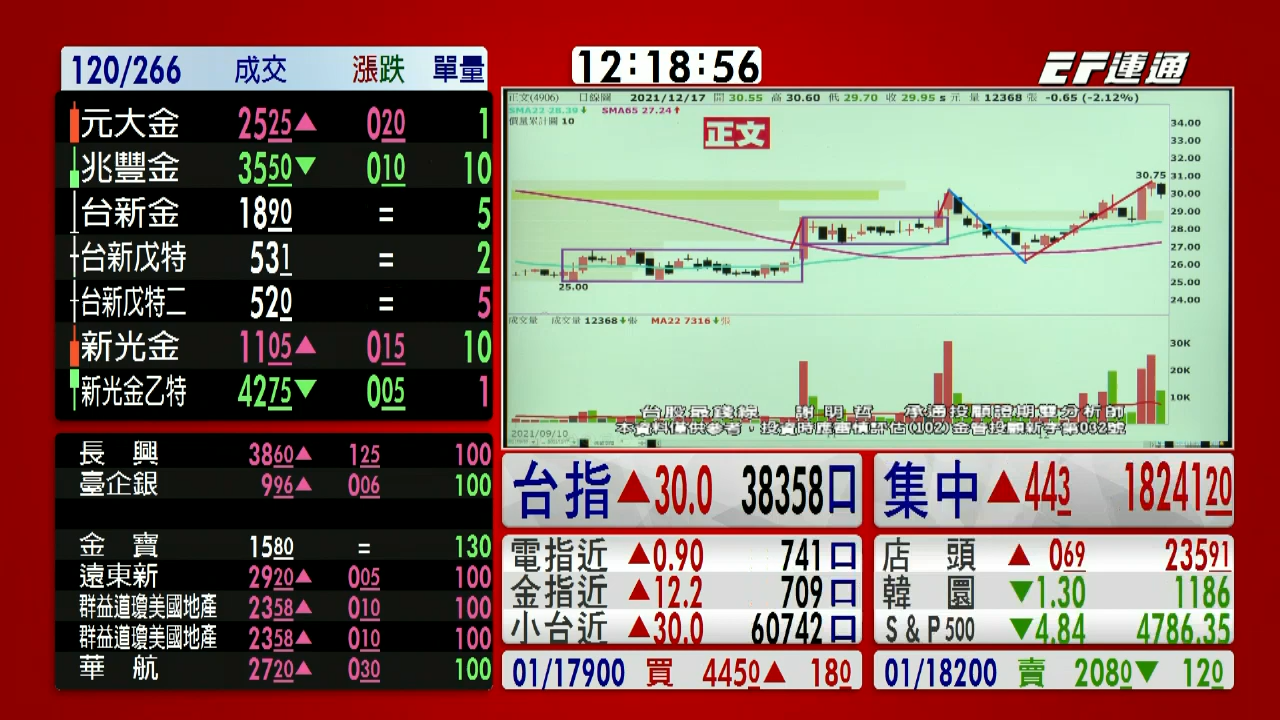 120/266 成交 漲跌 單量
元大金 2525▲ 020 1
兆豐金 3550▼ 010 10
台新金 1890 = 5
台新戊特 531 = 2
台新戊特二 520 = 5
新光金 1105▲ 015 10
新光金乙特 4275▼ 005 1
長興 3860▲ 125 100
臺企銀 996▲ 006 100
金寶 1580 = 130
遠東新 2920▲ 005 100
群益道瓊美國地產 2358▲ 010 100
群益道瓊美國地產 2358▲ 010 100
華航 2720▲ 030 100
12:18:56
EF運通
正文(4906) 日線圖 2021/12/17 開 30.55 高 30.60 低 29.70 收 29.95 s 元 量 12368 張 -0.65 (-2.12%)
SMA22 28.39↓ SMA65 27.24↑
價量累計圖 10
正文
34.00
33.00
32.00
31.00
30.00
29.00
28.00
27.00
26.00
25.00
24.00
30.75
25.00
成交量 成交量 12368↓張 MA22 7316↓張
30K
20K
10K
台股最錢線 謝明哲 承通投顧證期雙分析師
本資料僅供參考，投資時應審慎評估(102)金管投顧新字第032號
2021/09/10
11
12
台指▲30.0 38358口
電指近 ▲0.90 741口
金指近 ▲12.2 709口
小台近 ▲30.0 60742口
01/17900 買 4450▲ 180
集中▲443 1824120
店頭 ▲069 23591
韓國 ▼1.30 1186
S&P500 ▼4.84 4786.35
01/18200 賣 2080▼ 120